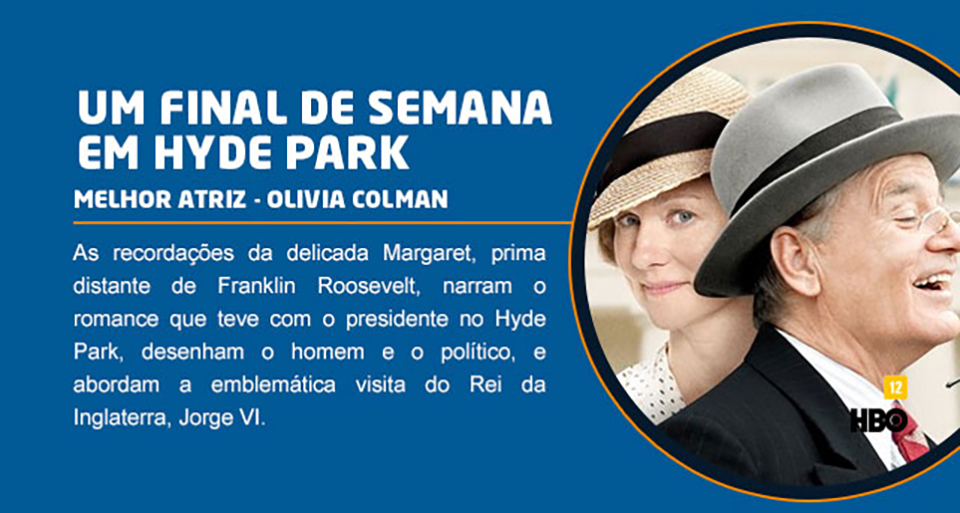 UM FINAL DE SEMANA
EM HYDE PARK
MELHOR ATRIZ - OLIVIA COLMAN
As recordações da delicada Margaret, prima
distante de Franklin Roosevelt, narram o
romance que teve com o presidente no Hyde
Park, desenham o homem e o político, e
abordam a emblemática visita do Rei da
Inglaterra, Jorge VI.
12
HBO